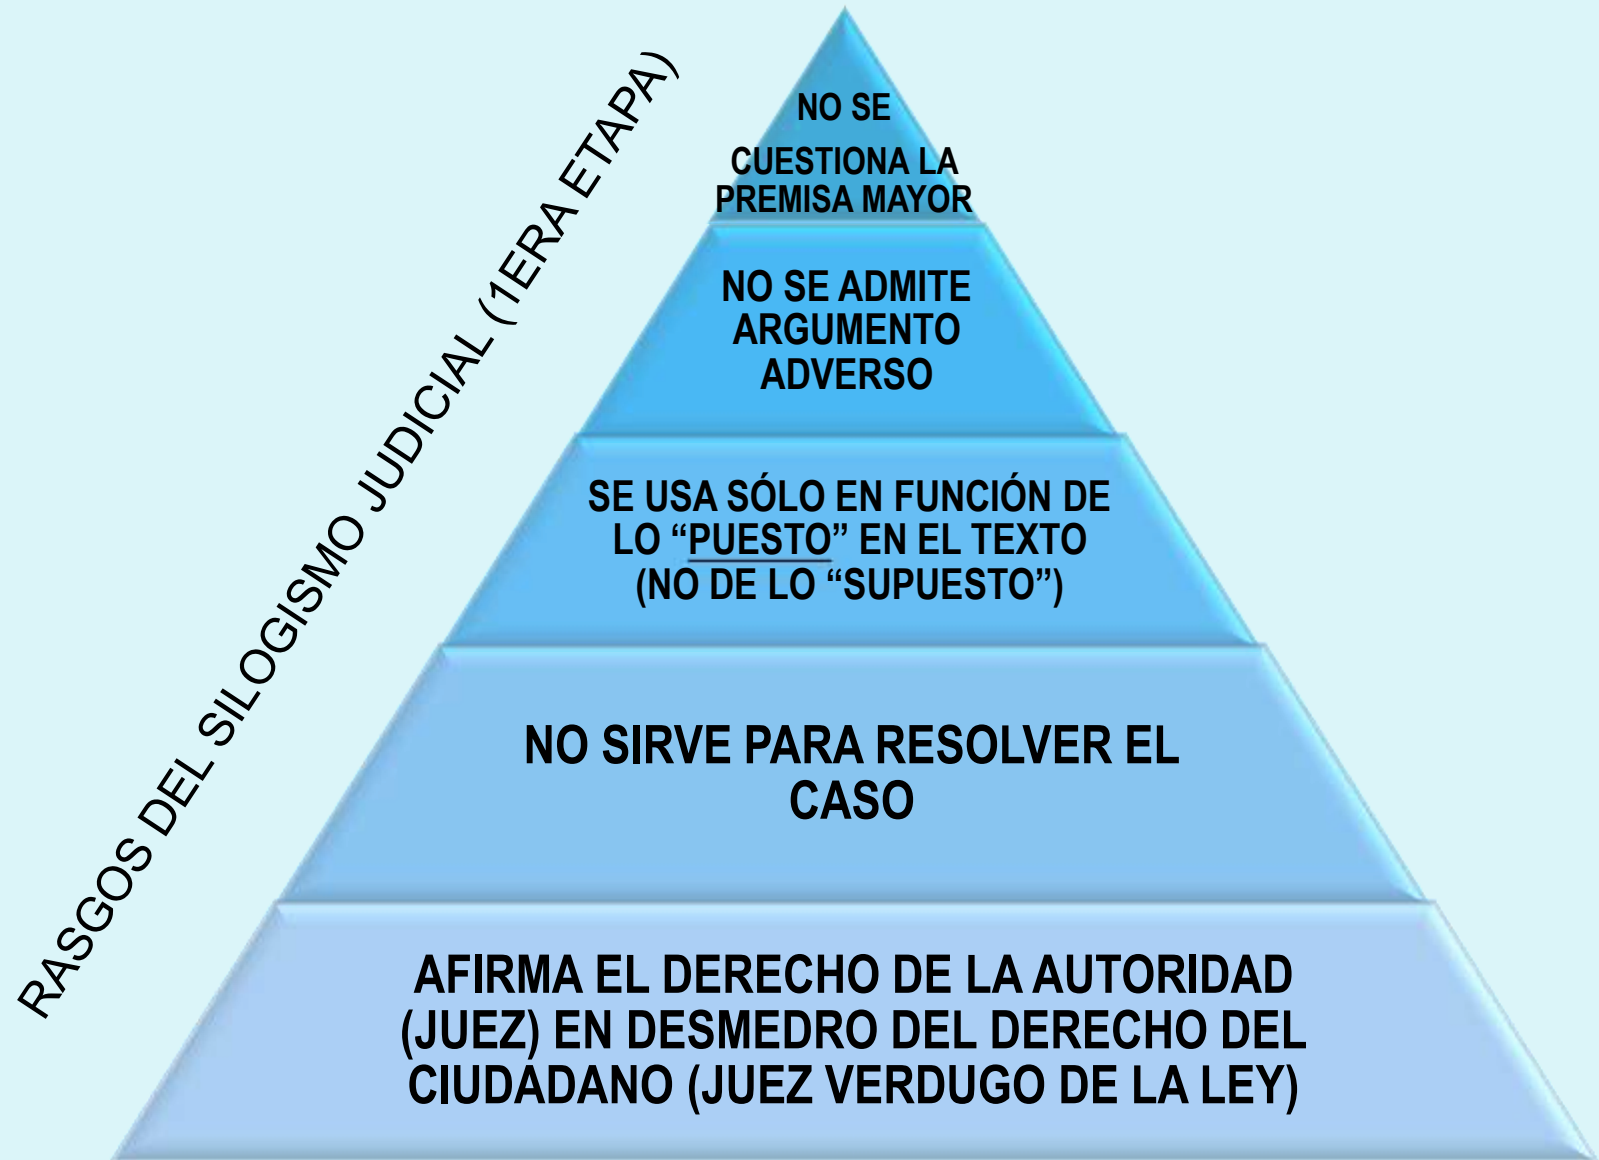 RASGOS DEL SILOGISMO JUDICIAL (1ERA ETAPA)
NO SE
CUESTIONA LA
PREMISA MAYOR
NO SE ADMITE
ARGUMENTO
ADVERSO
SE USA SÓLO EN FUNCIÓN DE
LO “PUESTO” EN EL TEXTO
(NO DE LO “SUPUESTO”)
NO SIRVE PARA RESOLVER EL
CASO
AFIRMA EL DERECHO DE LA AUTORIDAD
(JUEZ) EN DESMEDRO DEL DERECHO DEL
CIUDADANO (JUEZ VERDUGO DE LA LEY)